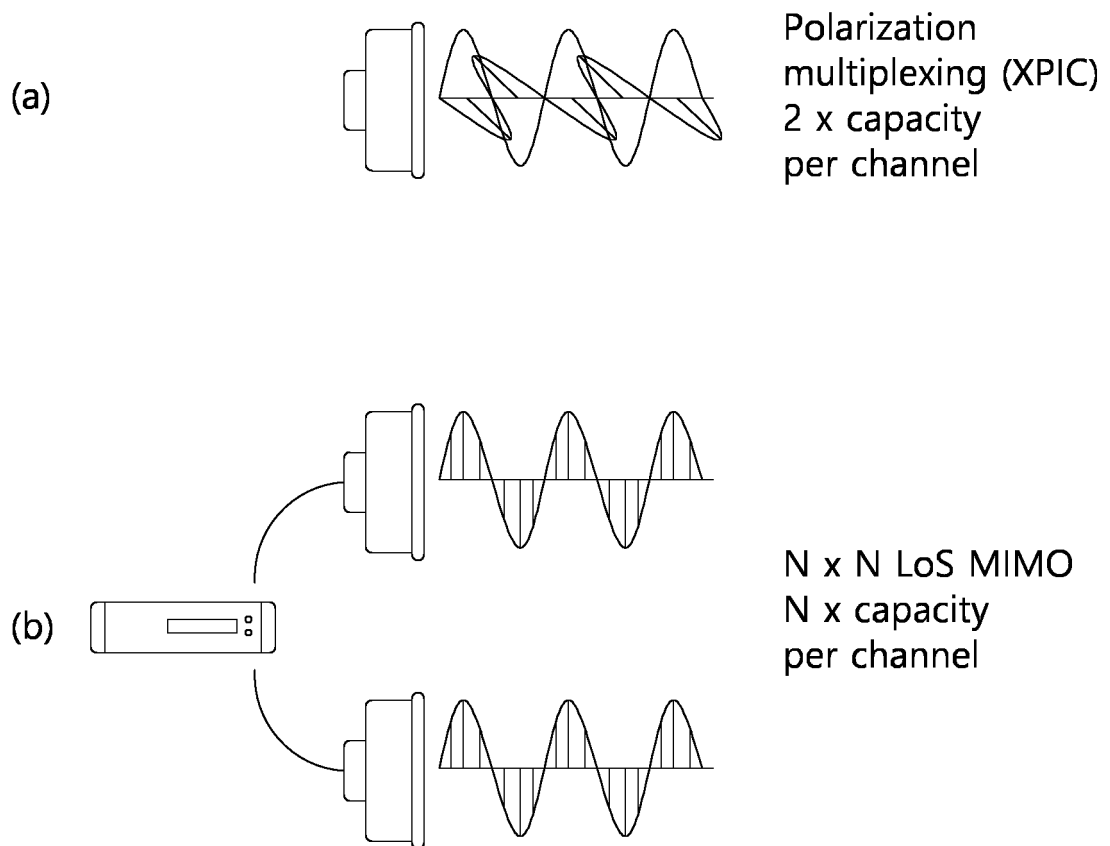 (a)
Polarization
multiplexing (XPIC)
2 x capacity
per channel
(b)
N x N LoS MIMO
N x capacity
per channel